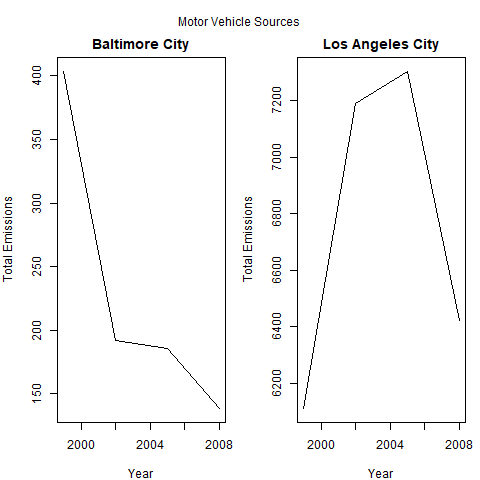 Motor Vehicle Sources
Baltimore City
Total Emissions
400
350
300
250
200
150
2000
2004
2008
Year
Los Angeles City
Total Emissions
7200
7000
6800
6600
6400
6200
2000
2004
2008
Year